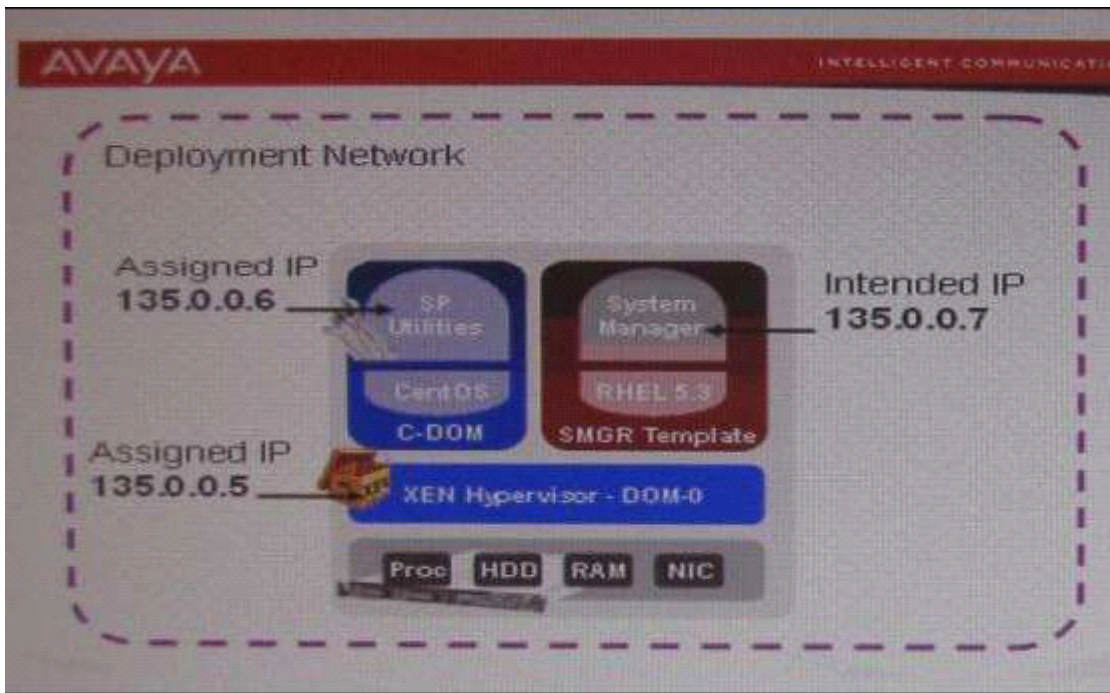 AVAYA
INTELLIGENT COMMUNICATI
Deployment Network
Assigned IP
135.0.0.6
SP
Utilities
System
Manager
Intended IP
135.0.0.7
CentOS
RHEL 5.3
C-DOM
SMGR Template
Assigned IP
135.0.0.5
XEN
XEN Hypervisor - DOM-0
Proc
HDD
RAM
NIC